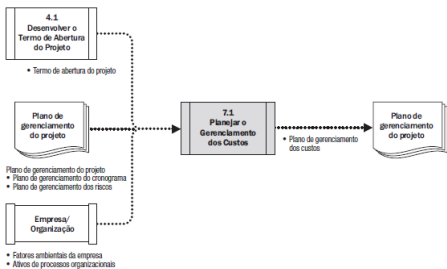 4.1
Desenvolver o
Termo de Abertura
do Projeto
• Termo de abertura do projeto
Plano de
gerenciamento
do projeto
Plano de gerenciamento do projeto
• Plano de gerenciamento do cronograma
• Plano de gerenciamento dos riscos
Empresa/
Organização
• Fatores ambientais da empresa
• Ativos de processos organizacionais
7.1
Planejar o
Gerenciamento
dos Custos
• Plano de gerenciamento
dos custos
Plano de
gerenciamento
do projeto